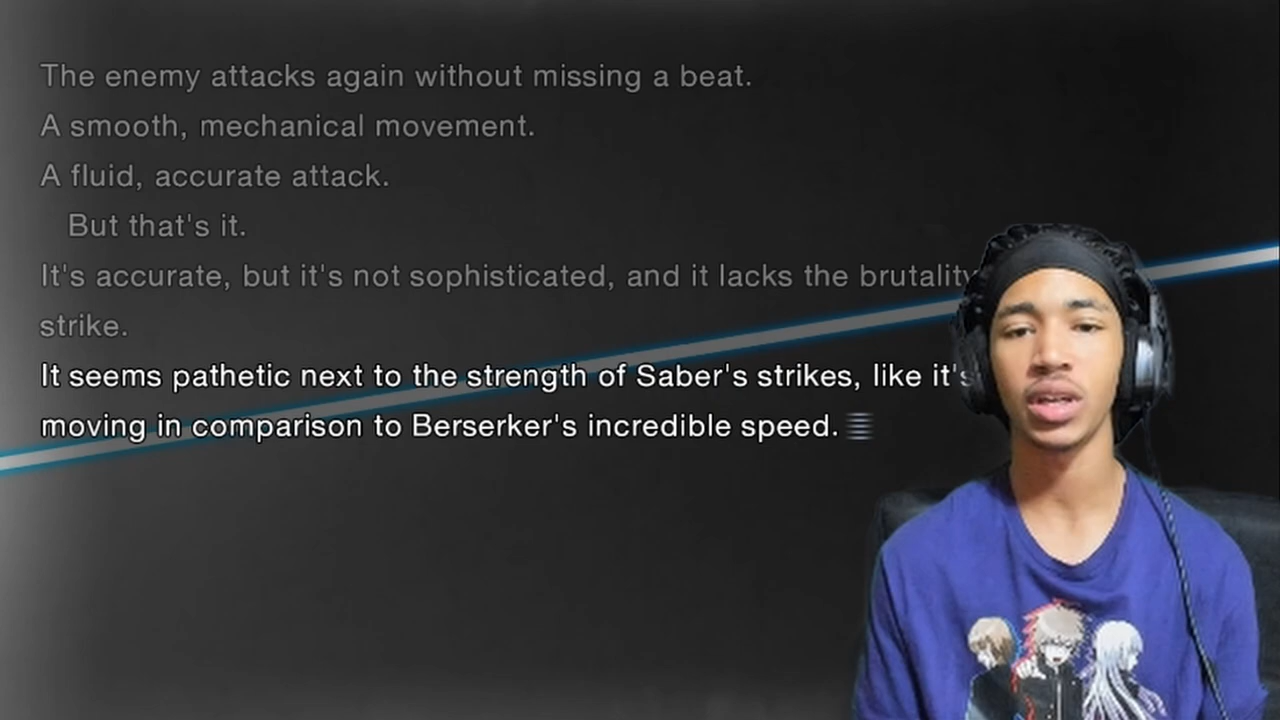 The enemy attacks again without missing a beat.
A smooth, mechanical movement.
A fluid, accurate attack.
But that's it.
It's accurate, but it's not sophisticated, and it lacks the brutality
strike.
It seems pathetic next to the strength of Saber's strikes, like it's
moving in comparison to Berserker's incredible speed.